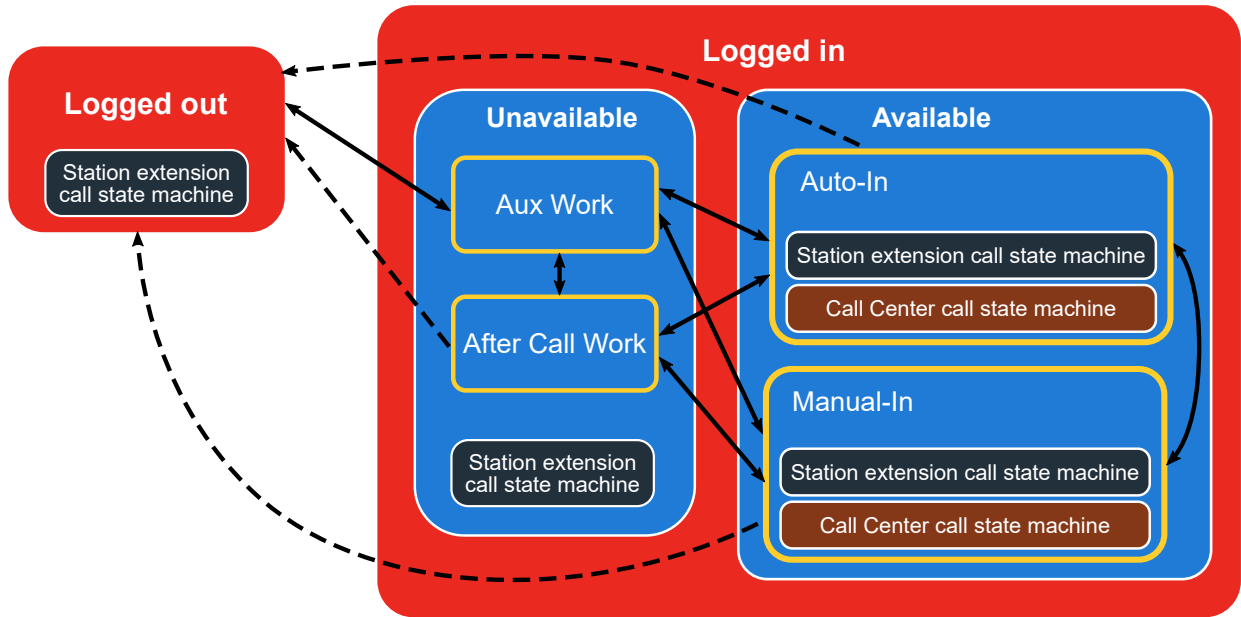 Logged in
Logged out
Station extension
call state machine
Unavailable
Aux Work
After Call Work
Station extension
call state machine
Available
Auto-In
Station extension call state machine
Call Center call state machine
Manual-In
Station extension call state machine
Call Center call state machine